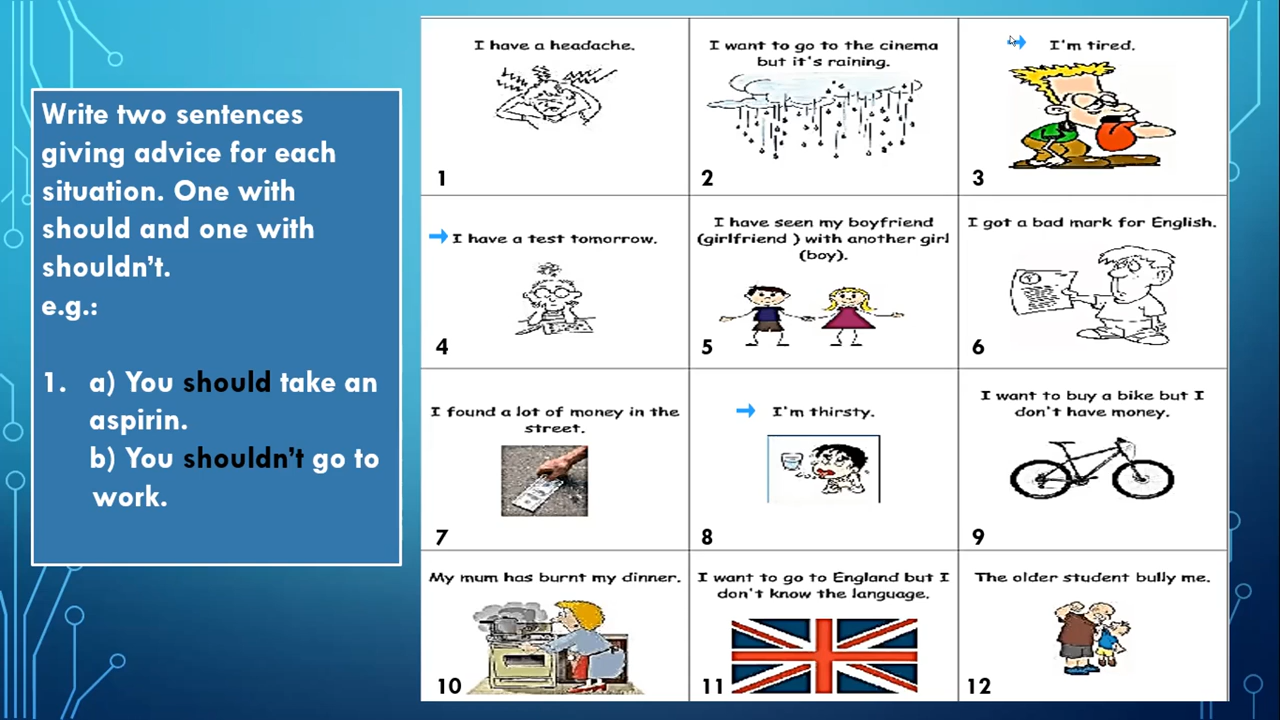 Write two sentences
giving advice for each
situation. One with
should and one with
shouldn't.
e.g.:
1. a) You should take an
aspirin.
b) You shouldn't go to
work.
I have a headache.
1
I want to go to the cinema
but it's raining.
2
I'm tired.
3
I have a test tomorrow.
4
I have seen my boyfriend
(girlfriend ) with another girl
(boy).
5
I got a bad mark for English.
6
I found a lot of money in the
street.
7
I'm thirsty.
8
I want to buy a bike but I
don't have money.
9
My mum has burnt my dinner.
10
I want to go to England but I
don't know the language.
11
The older student bully me.
12